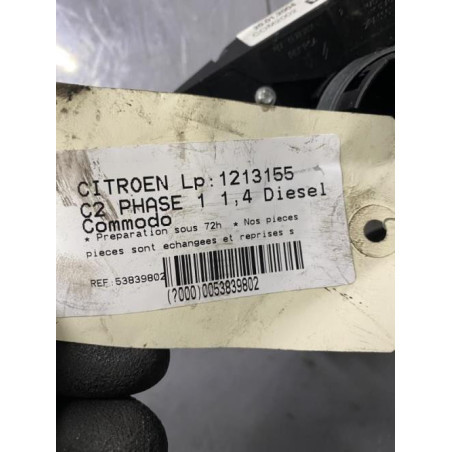 CITROEN Lp:1213155
C2 PHASE 1 1,4 Diesel
Commodo
* Preparation sous 72h. * Nos pieces
pieces sont echangees et reprises s
REF:53839802
(?000)0053839802